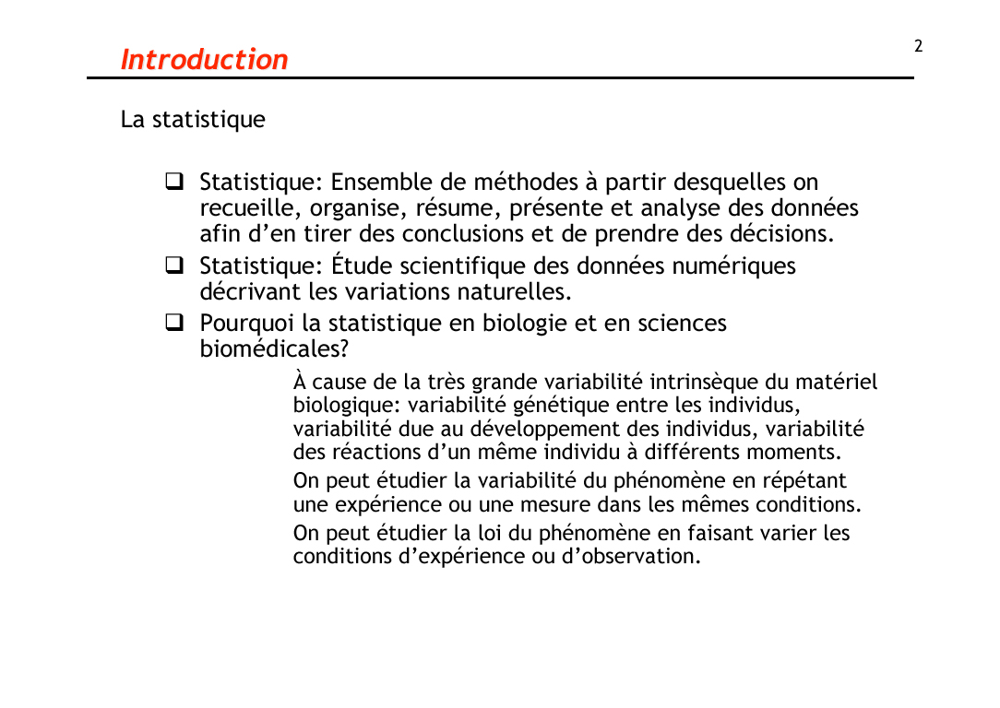 2
Introduction
La statistique
❑ Statistique: Ensemble de méthodes à partir desquelles on
recueille, organise, résume, présente et analyse des données
afin d’en tirer des conclusions et de prendre des décisions.
❑ Statistique: Étude scientifique des données numériques
décrivant les variations naturelles.
❑ Pourquoi la statistique en biologie et en sciences
biomédicales?
À cause de la très grande variabilité intrinsèque du matériel
biologique: variabilité génétique entre les individus,
variabilité due au développement des individus, variabilité
des réactions d’un même individu à différents moments.
On peut étudier la variabilité du phénomène en répétant
une expérience ou une mesure dans les mêmes conditions.
On peut étudier la loi du phénomène en faisant varier les
conditions d’expérience ou d’observation.